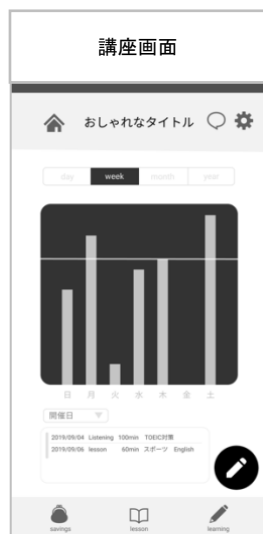 講座画面
おしゃれなタイトル
day week month year
日 月 火 水 木 金 土
開催日 ▼
2019/09/04 Listening 100min TOEIC対策
2019/09/06 lesson 60min スポーツ English
savings lesson learning